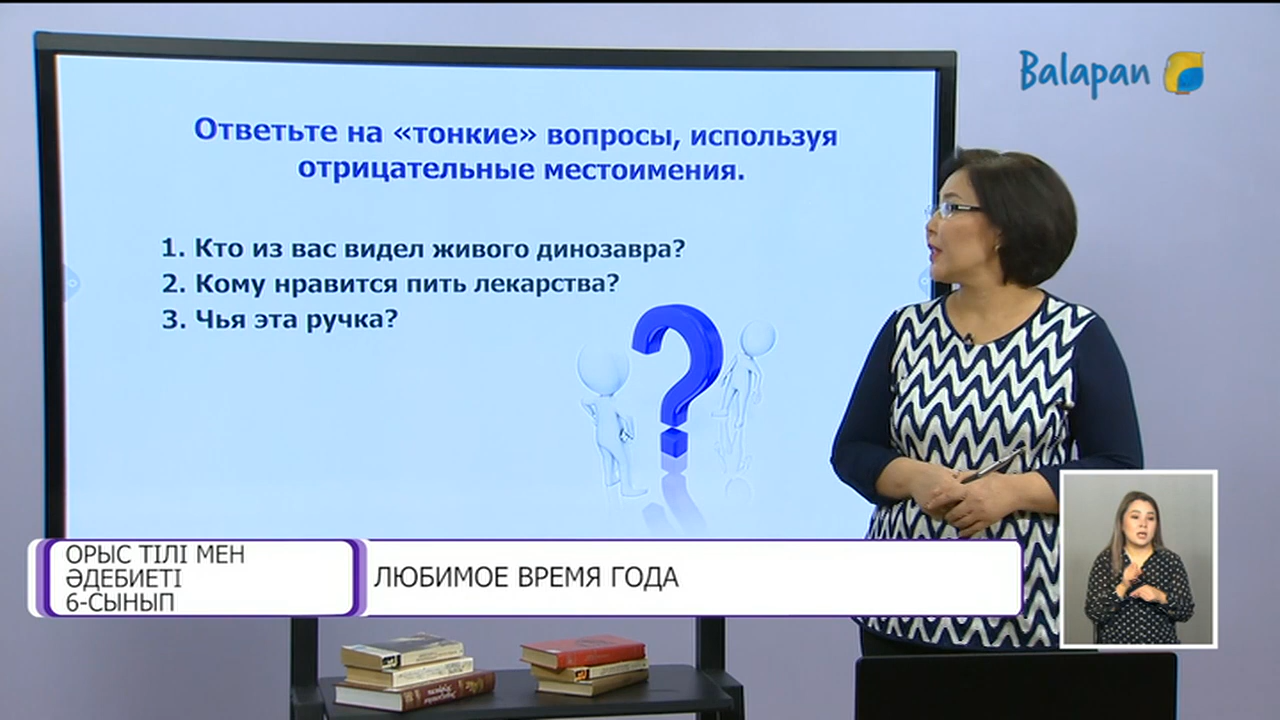 Balapan
Ответьте на «тонкие» вопросы, используя
отрицательные местоимения.
1. Кто из вас видел живого динозавра?
2. Кому нравится пить лекарства?
3. Чья эта ручка?
ОРЫС ТІЛІ МЕН
ӘДЕБИЕТІ
6-СЫНЫП
ЛЮБИМОЕ ВРЕМЯ ГОДА